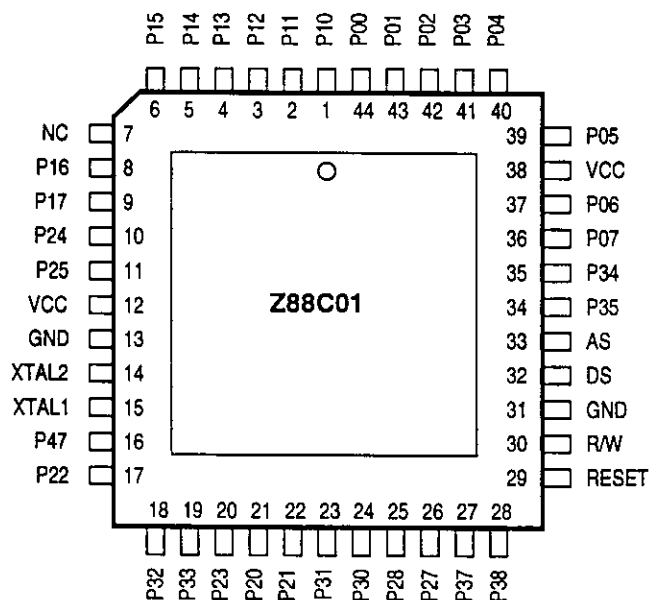 P15 P14 P13 P12 P11 P10 P00 P01 P02 P03 P04
6 5 4 3 2 1 44 43 42 41 40
NC 7 39 P05
P16 8 38 VCC
P17 9 37 P06
P24 10 36 P07
P25 11 35 P34
VCC 12 Z88C01 34 P35
GND 13 33 AS
XTAL2 14 32 DS
XTAL1 15 31 GND
P47 16 30 R/W
P22 17 29 RESET
18 19 20 21 22 23 24 25 26 27 28
P32 P33 P23 P20 P21 P31 P30 P28 P27 P37 P38